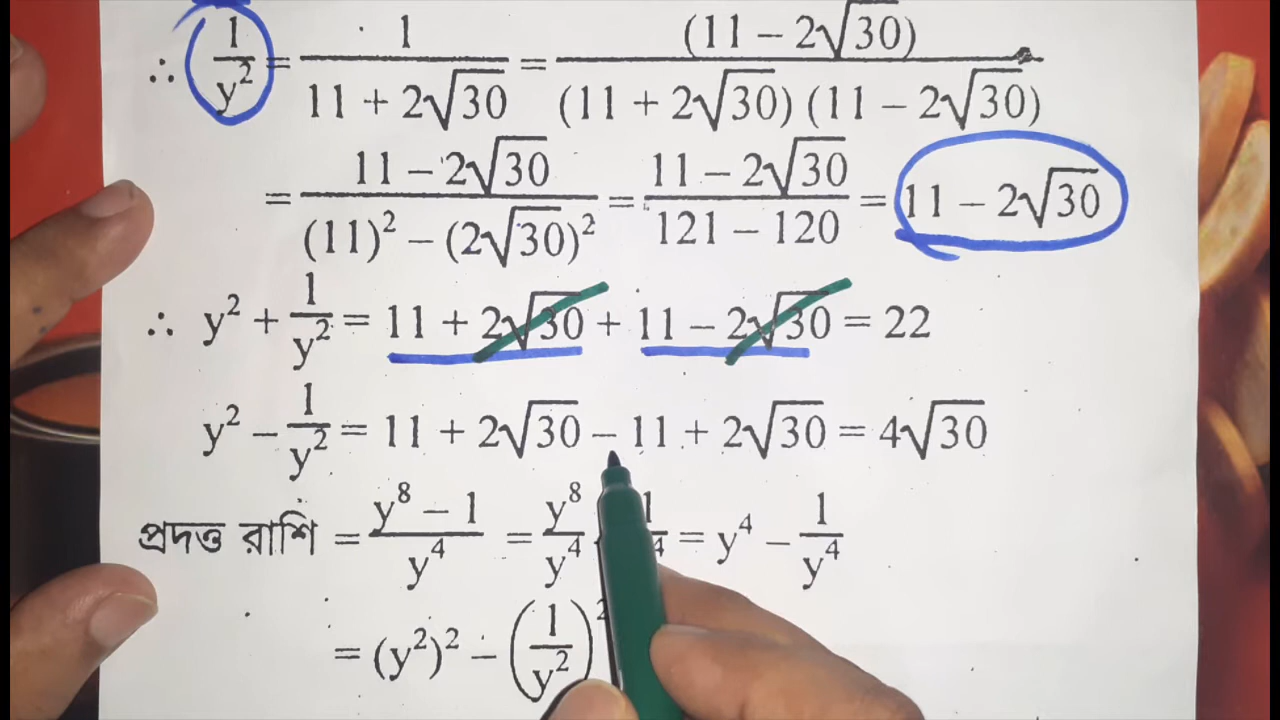 ∴ 1/y² = 1/(11 + 2√30) = (11 – 2√30)/((11 + 2√30) (11 – 2√30))
= (11 – 2√30)/((11)² – (2√30)²) = (11 – 2√30)/(121 – 120) = 11 – 2√30
∴ y² + 1/y² = 11 + 2√30 + 11 – 2√30 = 22
y² – 1/y² = 11 + 2√30 – 11 + 2√30 = 4√30
প্রদত্ত রাশি = (y⁸ – 1)/y⁴ = y⁸/y⁴ = y⁴ – 1/y⁴
= (y²)² – (1/y²)²